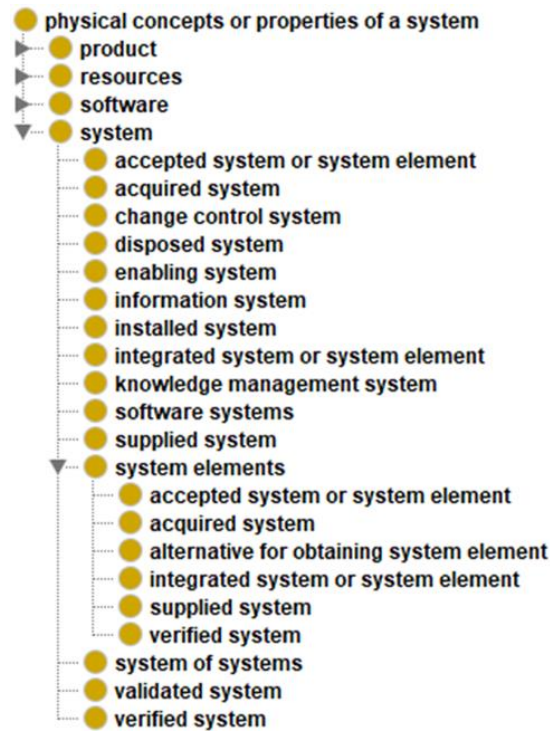 physical concepts or properties of a system
product
resources
software
system
accepted system or system element
acquired system
change control system
disposed system
enabling system
information system
installed system
integrated system or system element
knowledge management system
software systems
supplied system
system elements
accepted system or system element
acquired system
alternative for obtaining system element
integrated system or system element
supplied system
verified system
system of systems
validated system
verified system